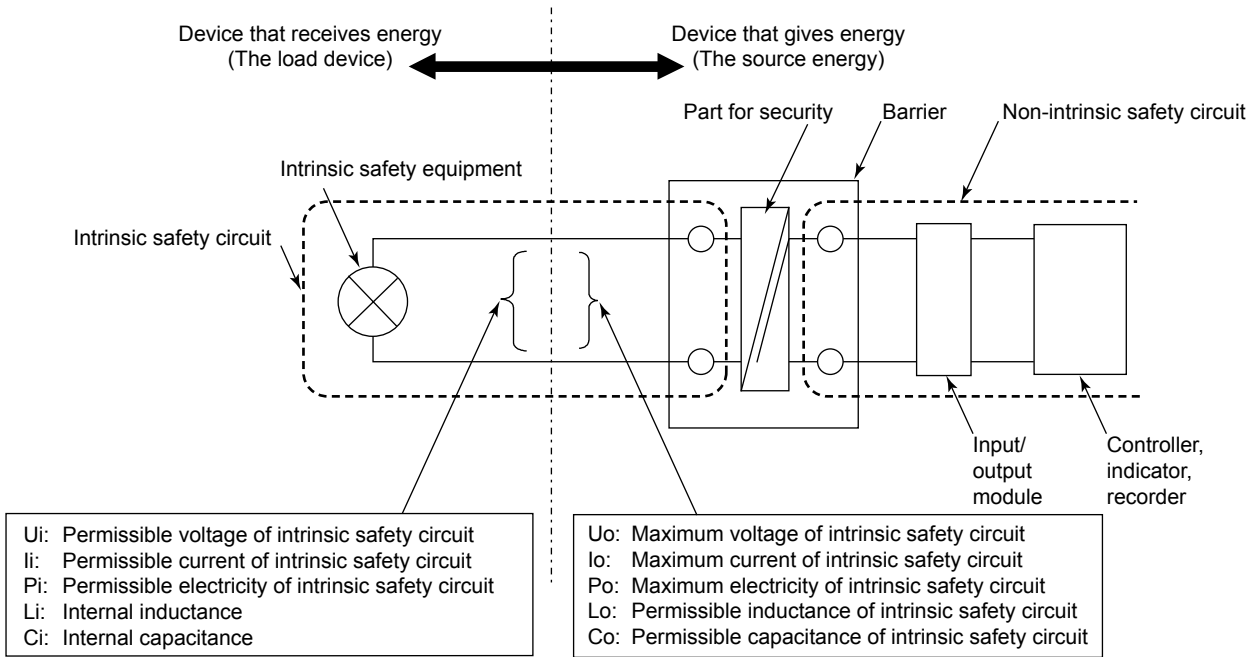 Device that receives energy
(The load device)
Device that gives energy
(The source energy)
Part for security
Barrier
Non-intrinsic safety circuit
Intrinsic safety equipment
Intrinsic safety circuit
Input/
output
module
Controller,
indicator,
recorder
Ui: Permissible voltage of intrinsic safety circuit
Ii: Permissible current of intrinsic safety circuit
Pi: Permissible electricity of intrinsic safety circuit
Li: Internal inductance
Ci: Internal capacitance
Uo: Maximum voltage of intrinsic safety circuit
Io: Maximum current of intrinsic safety circuit
Po: Maximum electricity of intrinsic safety circuit
Lo: Permissible inductance of intrinsic safety circuit
Co: Permissible capacitance of intrinsic safety circuit